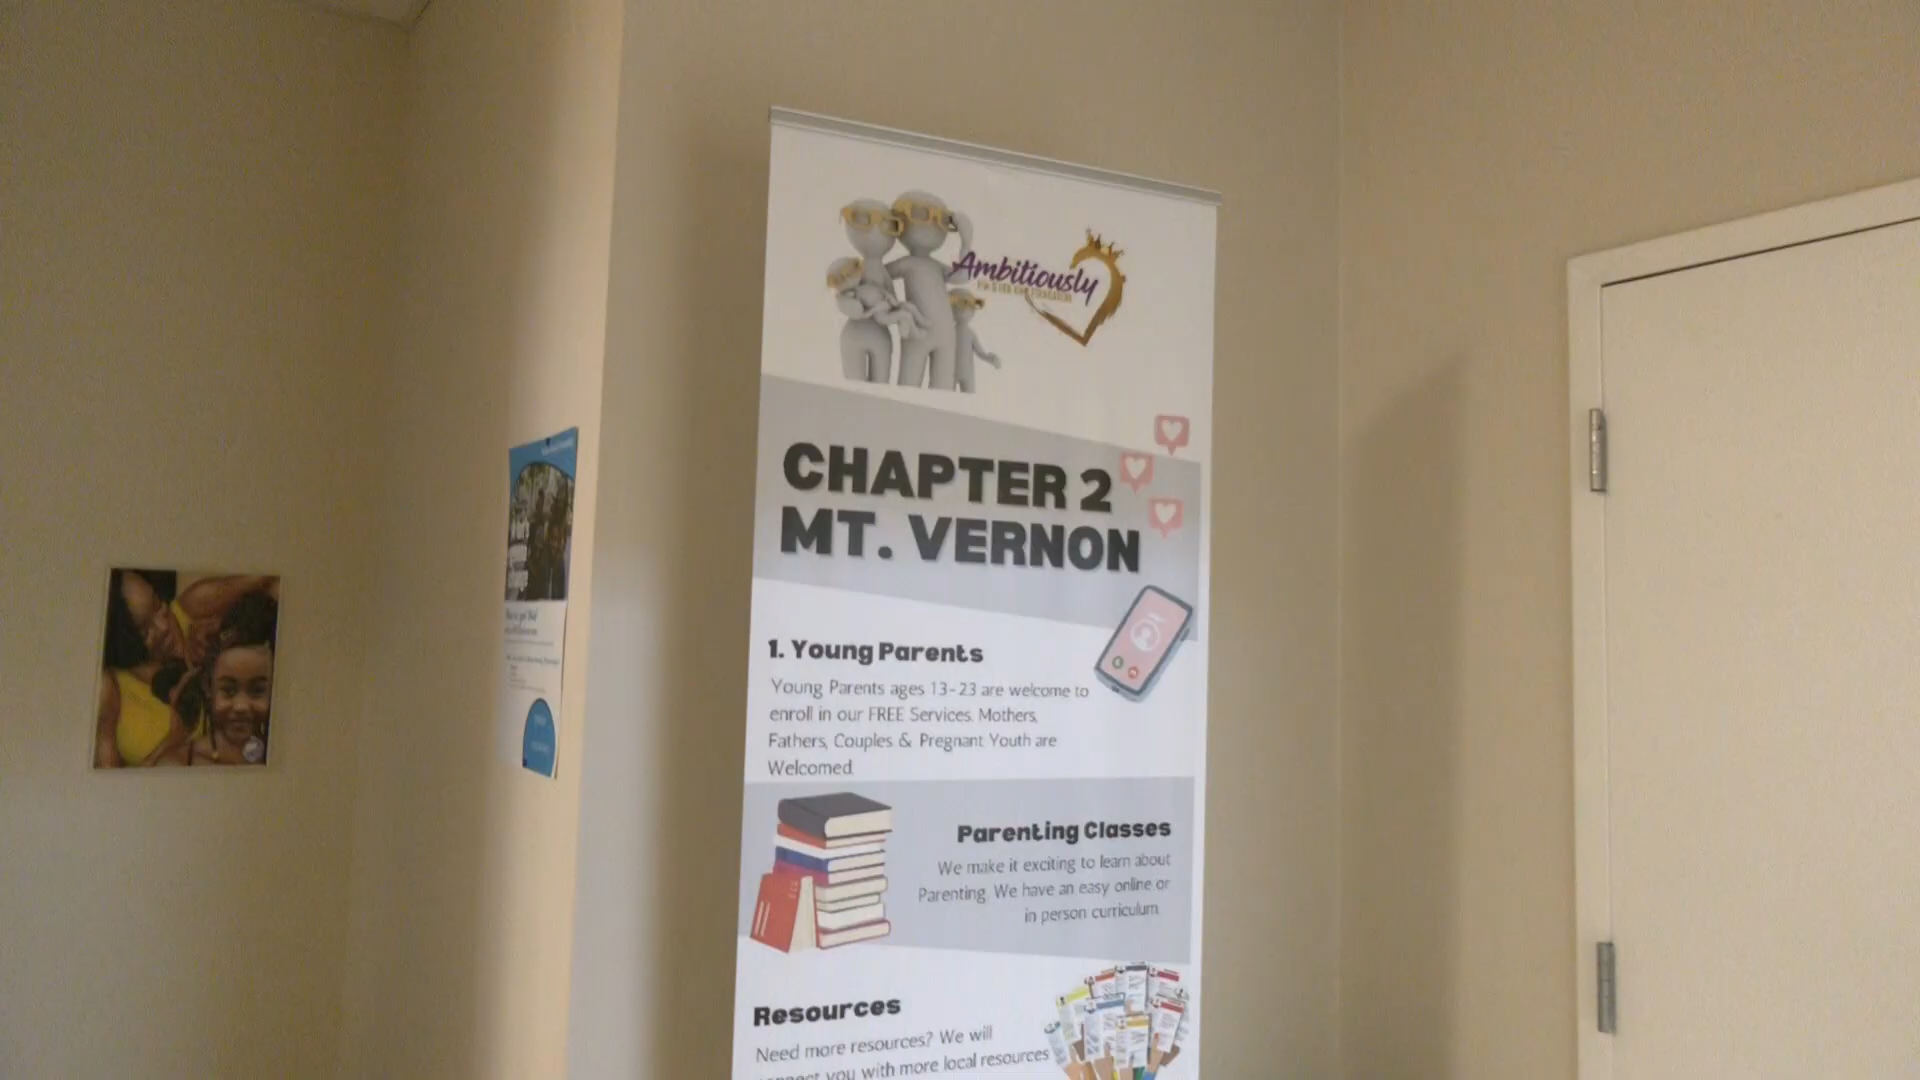 Ambitiously
CHAPTER 2
MT. VERNON
1. Young Parents
Young Parents ages 13-23 are welcome to
enroll in our FREE Services. Mothers,
Fathers, Couples & Pregnant Youth are
Welcomed.
Parenting Classes
We make it exciting to learn about
Parenting. We have an easy online or
in person curriculum.
Resources
Need more resources? We will
you with more local resources